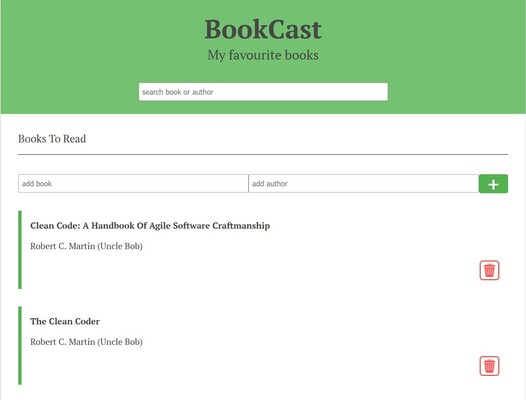 BookCast
My favourite books
search book or author
Books To Read
add book add author +
Clean Code: A Handbook Of Agile Software Craftmanship
Robert C. Martin (Uncle Bob)
The Clean Coder
Robert C. Martin (Uncle Bob)